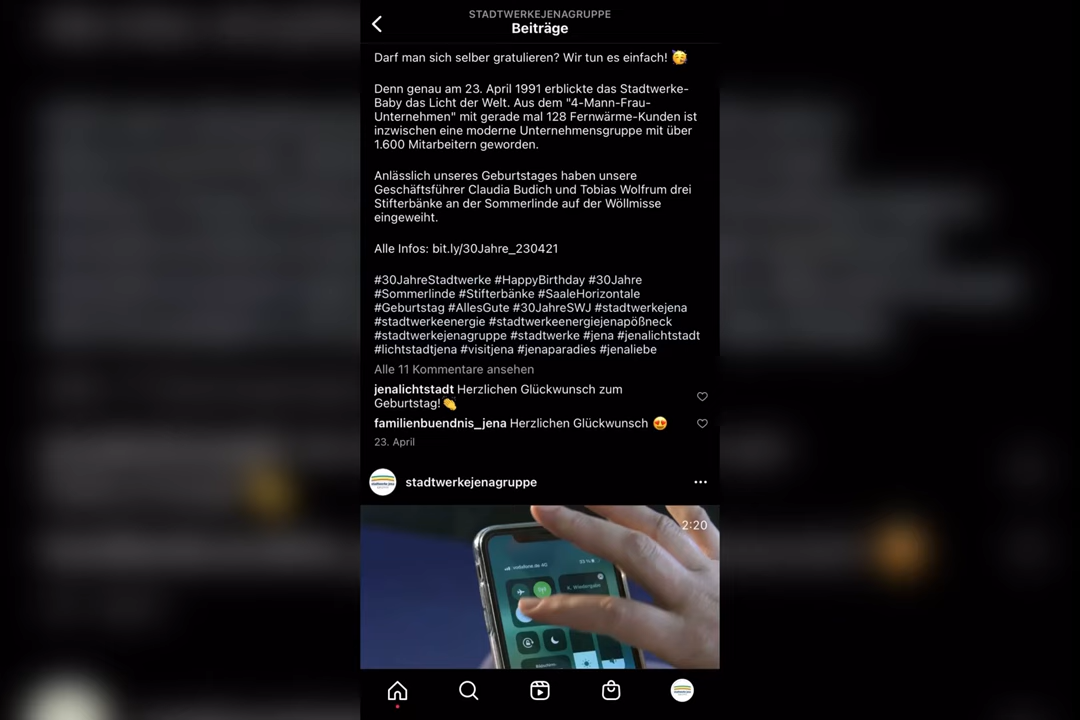 STADTWERKEJENAGRUPPE
Beiträge
Darf man sich selber gratulieren? Wir tun es einfach! 🥳
Denn genau am 23. April 1991 erblickte das Stadtwerke-
Baby das Licht der Welt. Aus dem "4-Mann-Frau-
Unternehmen" mit gerade mal 128 Fernwärme-Kunden ist
inzwischen eine moderne Unternehmensgruppe mit über
1.600 Mitarbeitern geworden.
Anlässlich unseres Geburtstages haben unsere
Geschäftsführer Claudia Budich und Tobias Wolfrum drei
Stifterbänke an der Sommerlinde auf der Wöllmisse
eingeweiht.
Alle Infos: bit.ly/30Jahre_230421
#30JahreStadtwerke #HappyBirthday #30Jahre
#Sommerlinde #Stifterbänke #SaaleHorizontale
#Geburtstag #AllesGute #30JahreSWJ #stadtwerkejena
#stadtwerkeenergie #stadtwerkeenergiejenapößneck
#stadtwerkejenagruppe #stadtwerke #jena #jenalichtstadt
#lichtstadtjena #visitjena #jenaparadies #jenaliebe
Alle 11 Kommentare ansehen
jenalichtstadt Herzlichen Glückwunsch zum
Geburtstag!👏
familienbuendnis_jena Herzlichen Glückwunsch 😍
23. April
stadtwerkejenagruppe
2:20
vodafone.de 4G
K. Wiedergabe